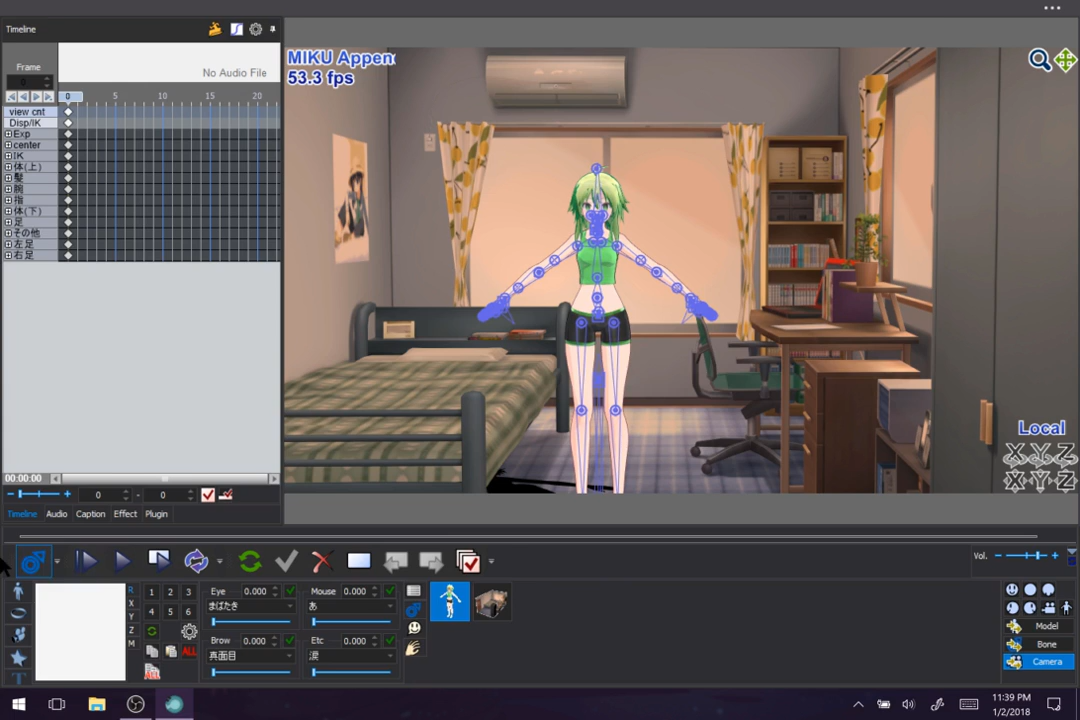 Timeline
Frame
0
No Audio File
0 5 10 15 20
view cnt
Disp/IK
Exp
center
IK
体(上)
髪
腕
指
体(下)
足
その他
左足
右足
00:00:00
0 - 0
Timeline Audio Caption Effect Plugin
MIKU Appen
53.3 fps
Local
X Y Z
X Y Z
Vol.
R
X
Y
Z
M
1 2 3
4 5 6
ALL
ALL
Eye 0.000
まばたき
Mouse 0.000
あ
Brow 0.000
真面目
Etc 0.000
涙
Model
Bone
Camera
T
11:39 PM
1/2/2018